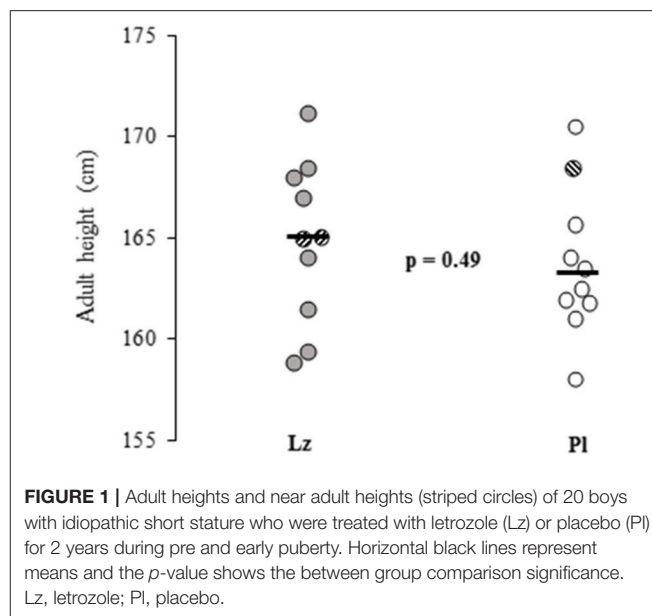 175
170
165
160
155
Adult height (cm)
p = 0.49
Lz
Pl
FIGURE 1 | Adult heights and near adult heights (striped circles) of 20 boys
with idiopathic short stature who were treated with letrozole (Lz) or placebo (Pl)
for 2 years during pre and early puberty. Horizontal black lines represent
means and the p-value shows the between group comparison significance.
Lz, letrozole; Pl, placebo.